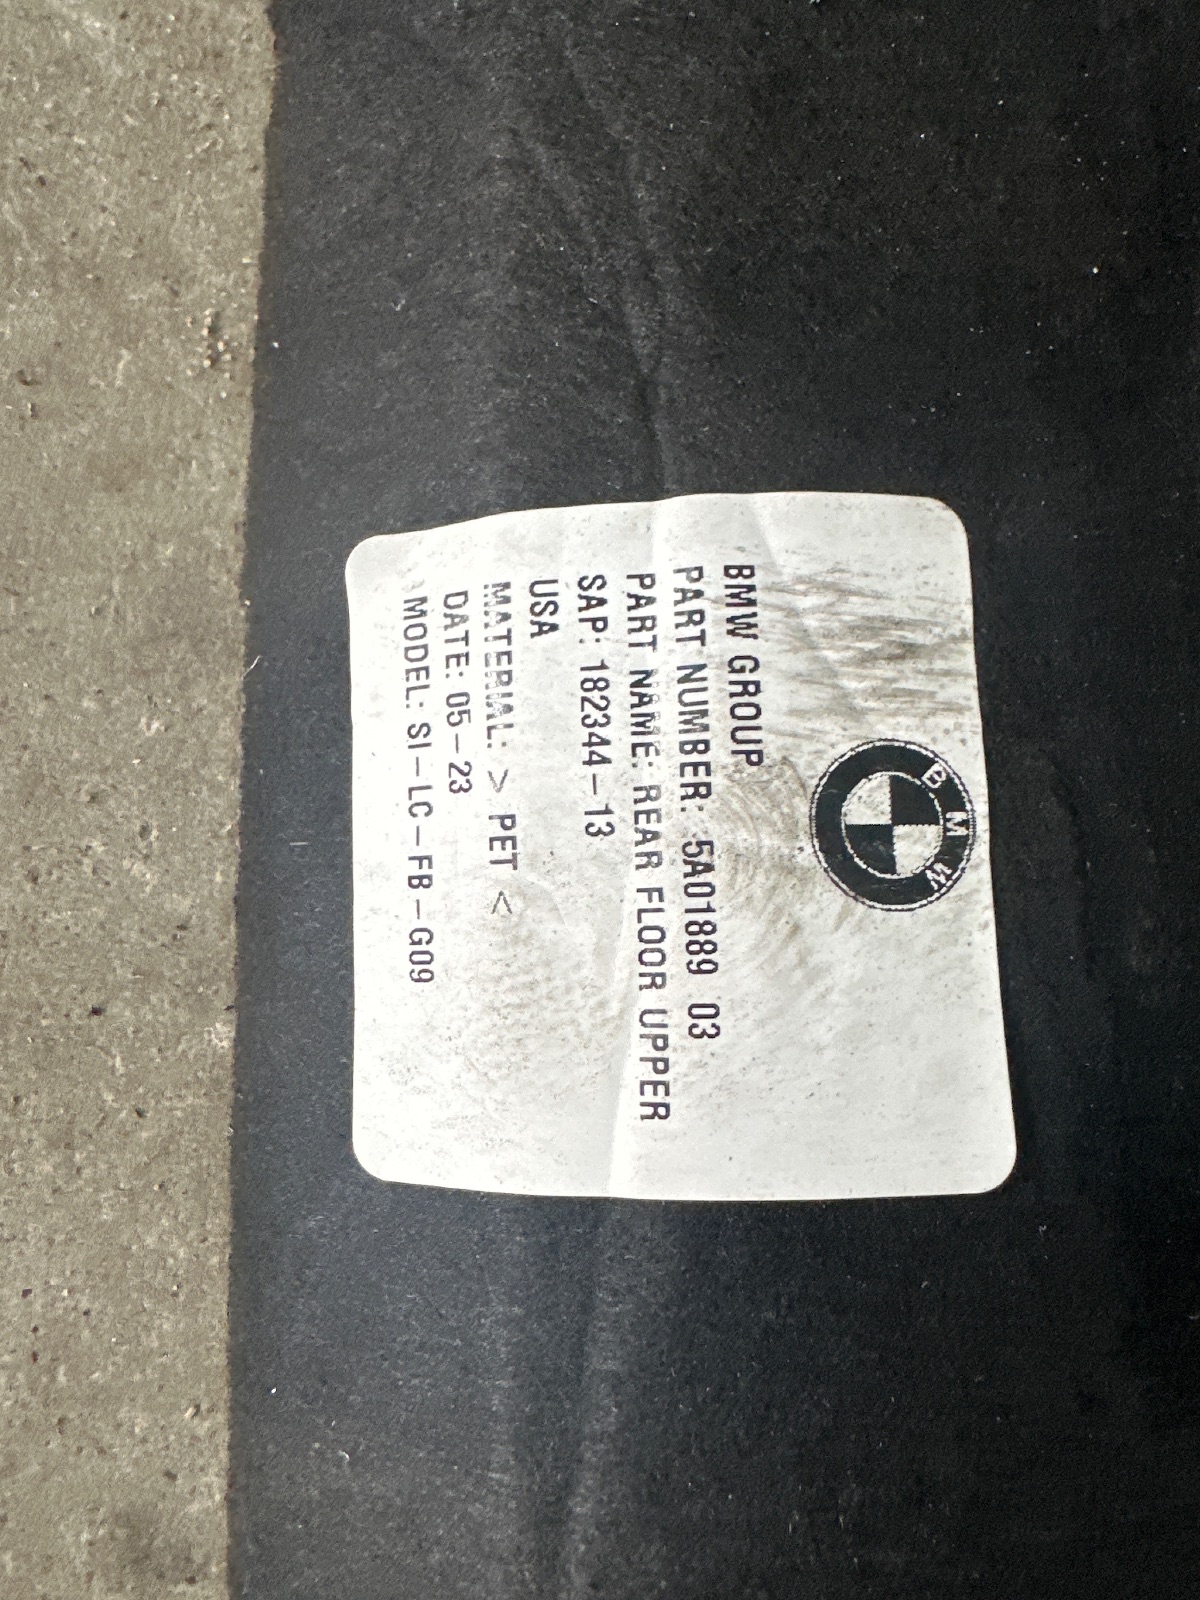 BMW
BMW GROUP
PART NUMBER: 5A01889 03
PART NAME: REAR FLOOR UPPER
SAP: 182344-13
USA
MATERIAL: > PET <
DATE: 05-23
MODEL: SI-LC-FB-G09